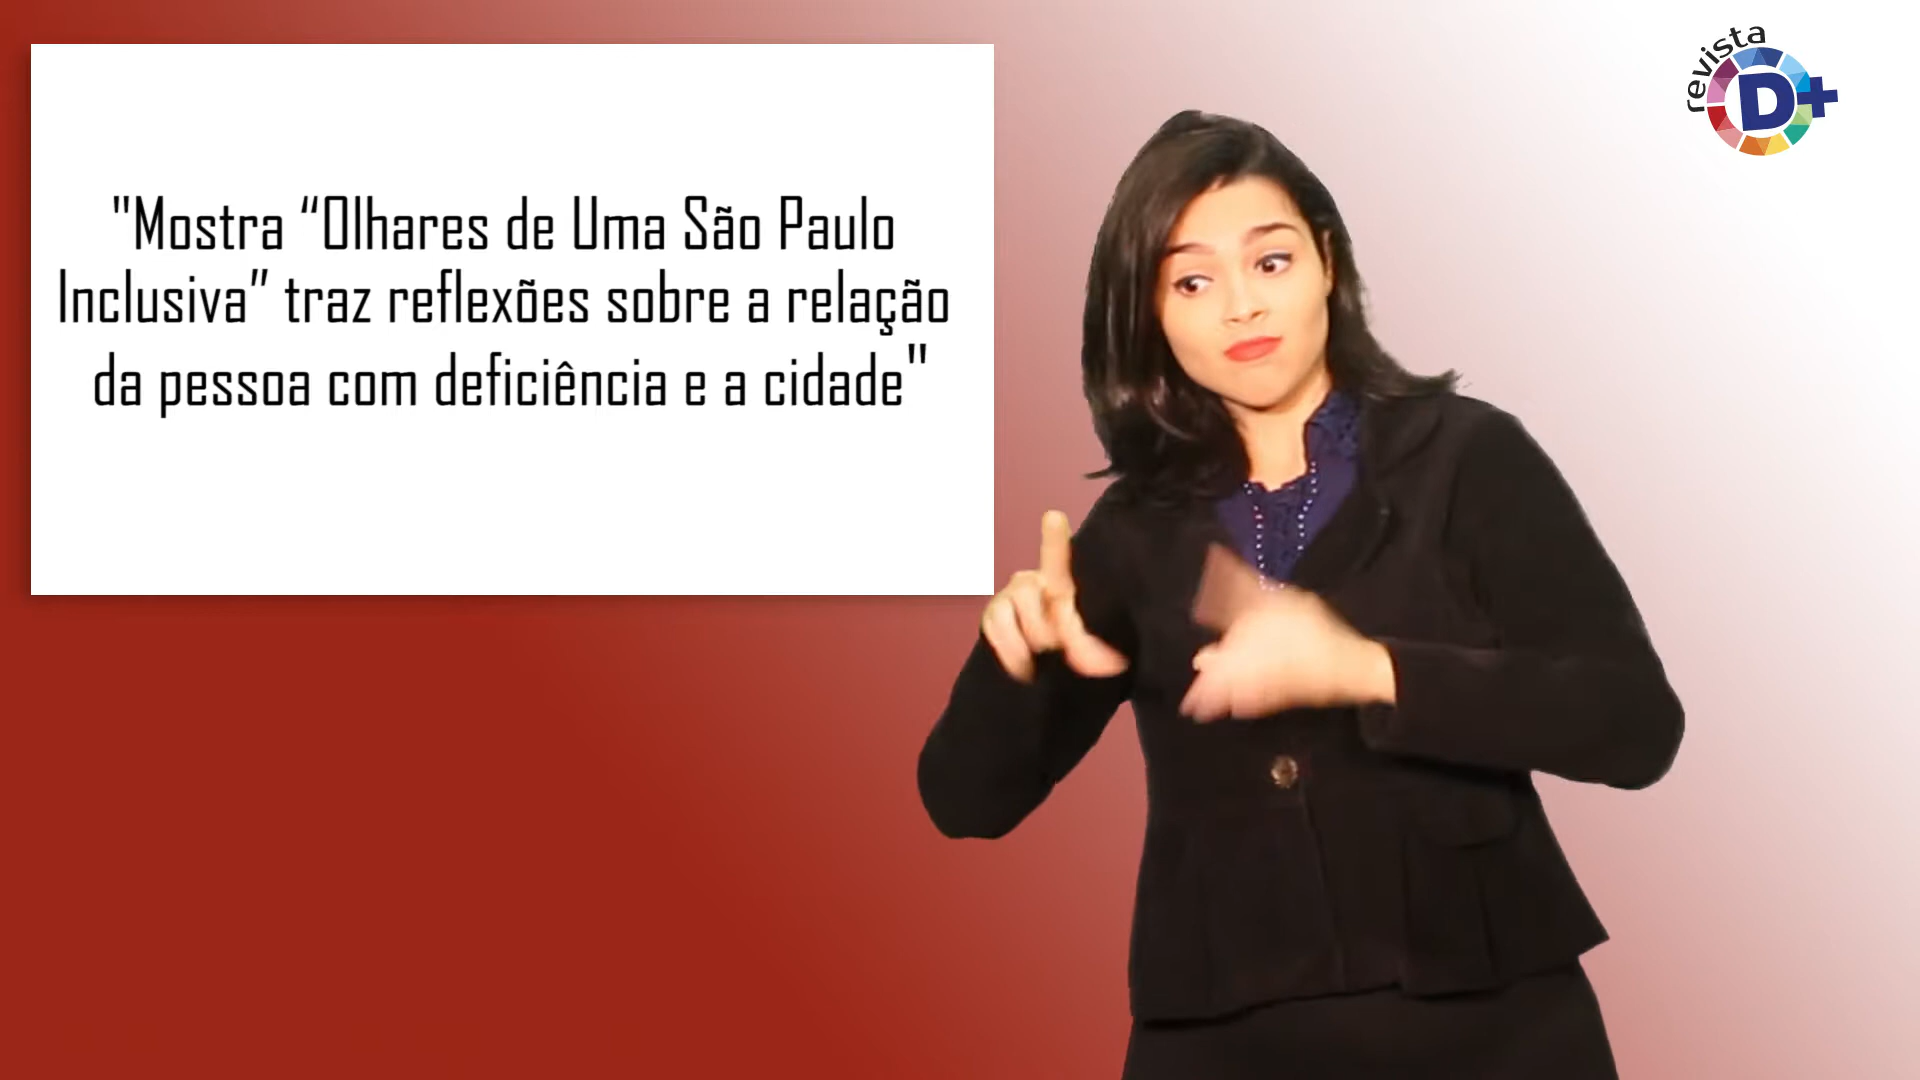 "Mostra “Olhares de Uma São Paulo
Inclusiva” traz reflexões sobre a relação
da pessoa com deficiência e a cidade"
revista
D+